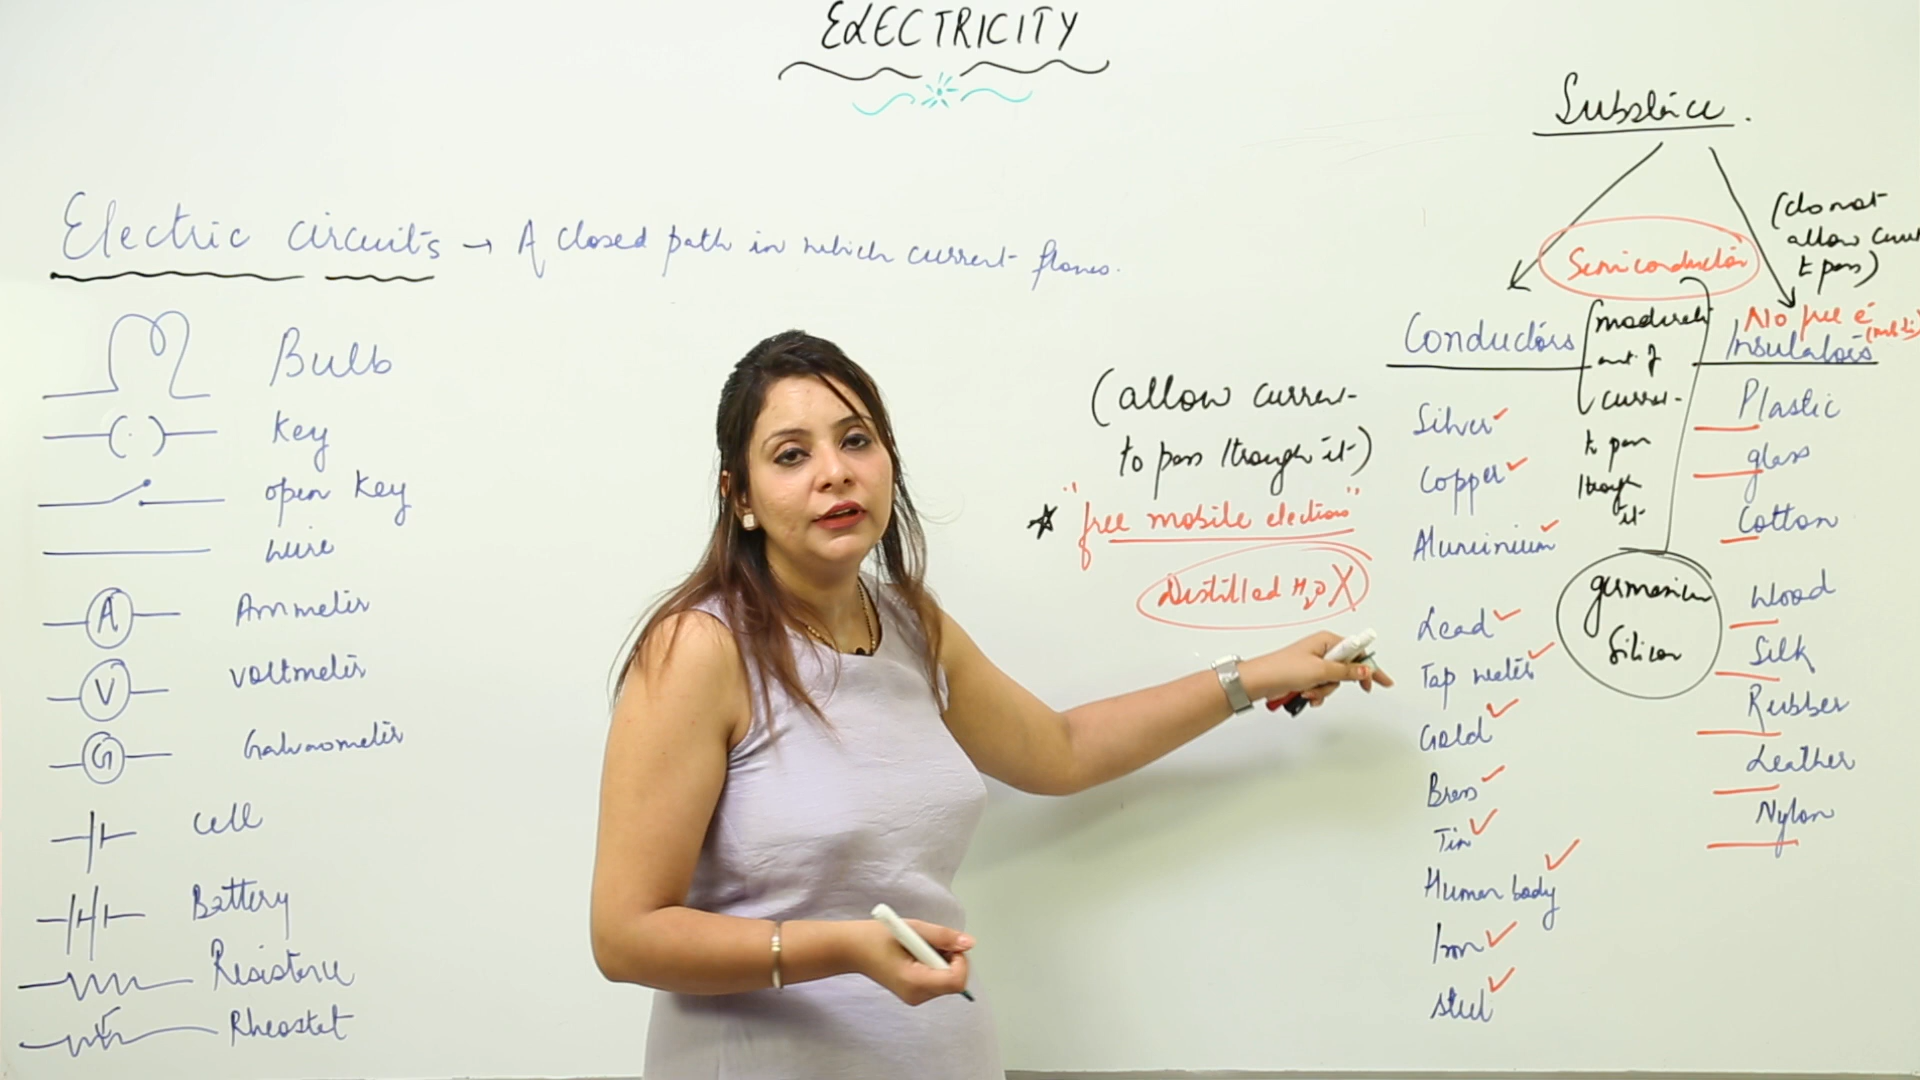 ELECTRICITY
Electric circuits → A closed path in which current flows.
Bulb
Key
open key
wire
A Ammeter
V Voltmeter
G Galvanometer
Cell
Battery
Resistance
Rheostat
(allow current
to pass through it)
"free mobile electrons"
Distilled H₂O X
Substance.
Semiconductor
Conductors
Silver ✓
Copper ✓
Aluminium ✓
Lead ✓
Tap water ✓
Gold ✓
Brass ✓
Tin ✓
Human body ✓
Iron ✓
Steel ✓
(moderate
amt. of
current
to pass
through
it
germanium
Silicon
(do not
allow
to pass)
No free e
Insulators
Plastic
glass
Cotton
Wood
Silk
Rubber
Leather
Nylon